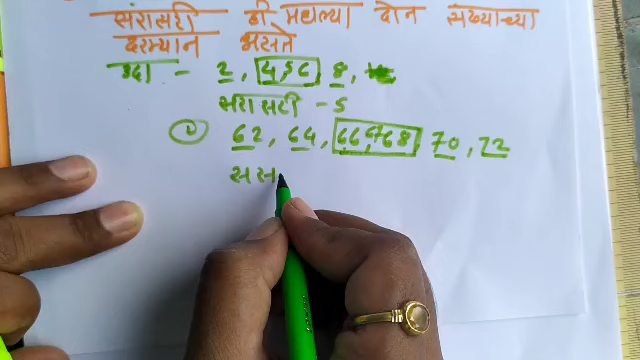 सरासरी ही मधल्या दोन संख्यांच्या
दरम्यान असते
उदा - 2, 4, 6 8,
सरासरी - 5
62, 64, 66, 68, 70, 72
सस